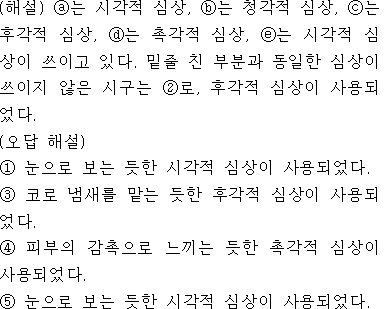 (해설) ⓐ는 시각적 심상, ⓑ는 청각적 심상, ⓒ는
후각적 심상, ⓓ는 촉각적 심상, ⓔ는 시각적 심
상이 쓰이고 있다. 밑줄 친 부분과 동일한 심상이
쓰이지 않은 시구는 ②로, 후각적 심상이 사용되
었다.
(오답 해설)
① 눈으로 보는 듯한 시각적 심상이 사용되었다.
③ 코로 냄새를 맡는 듯한 후각적 심상이 사용되
었다.
④ 피부의 감촉으로 느끼는 듯한 촉각적 심상이
사용되었다.
⑤ 눈으로 보는 듯한 시각적 심상이 사용되었다.